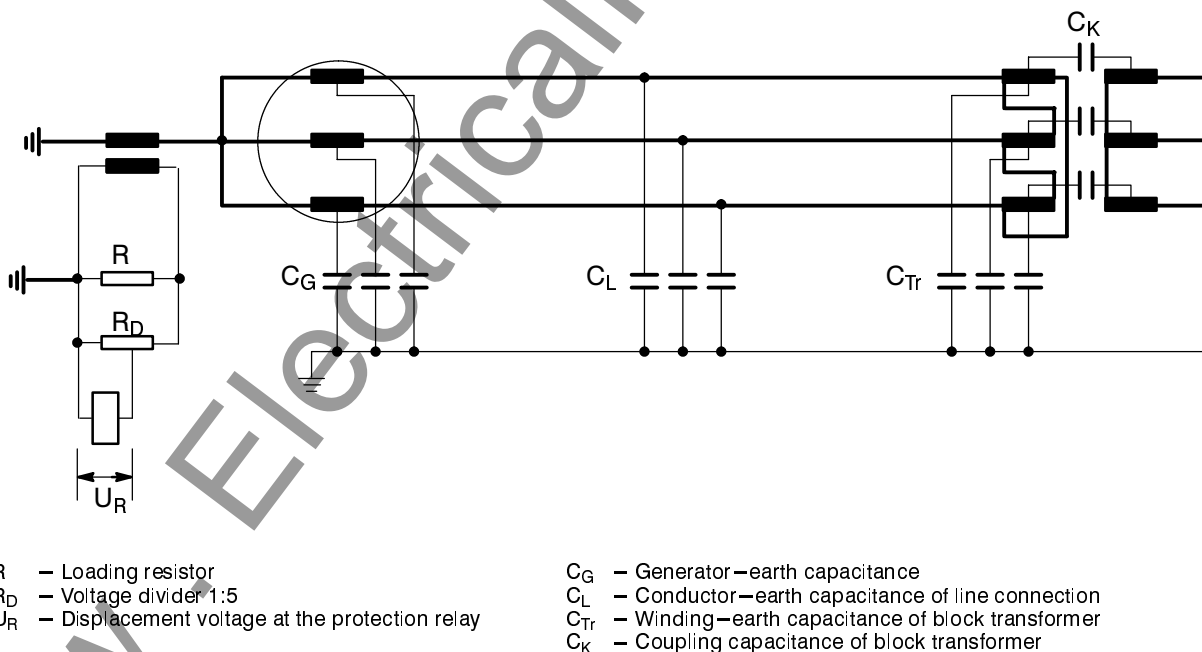 C_K
R
R_D
C_G
C_L
C_Tr
U_R
R – Loading resistor
R_D – Voltage divider 1:5
U_R – Displacement voltage at the protection relay
C_G – Generator–earth capacitance
C_L – Conductor–earth capacitance of line connection
C_Tr – Winding–earth capacitance of block transformer
C_K – Coupling capacitance of block transformer